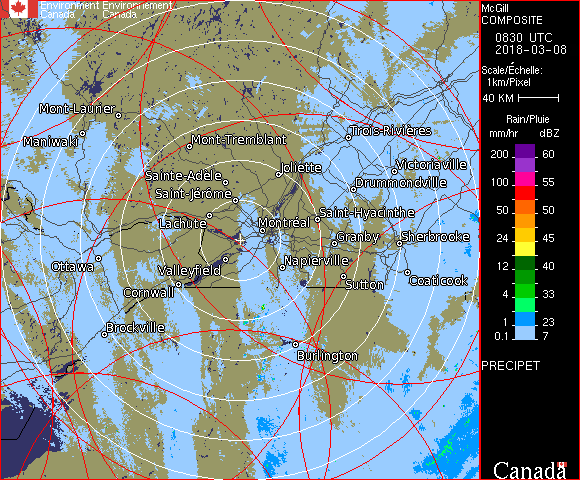 Environment Environnement
Canada Canada
Mont-Laurier
Maniwaki
Mont-Tremblant
Trois-Rivières
Joliette
Victoriaville
Sainte-Adèle
Drummondville
Saint-Jérôme
Saint-Hyacinthe
Lachute
Montréal
Granby
Sherbrooke
Ottawa
Valleyfield
Napierville
Sutton
Coaticook
Cornwall
Brockville
Burlington
McGill
COMPOSITE
0830 UTC
2018-03-08
Scale/Échelle:
1km/Pixel
40 KM
Rain/Pluie
mm/hr dBZ
200 60
100 55
50 50
24 45
12 40
4 33
1 23
0.1 7
PRECIPET
Canada